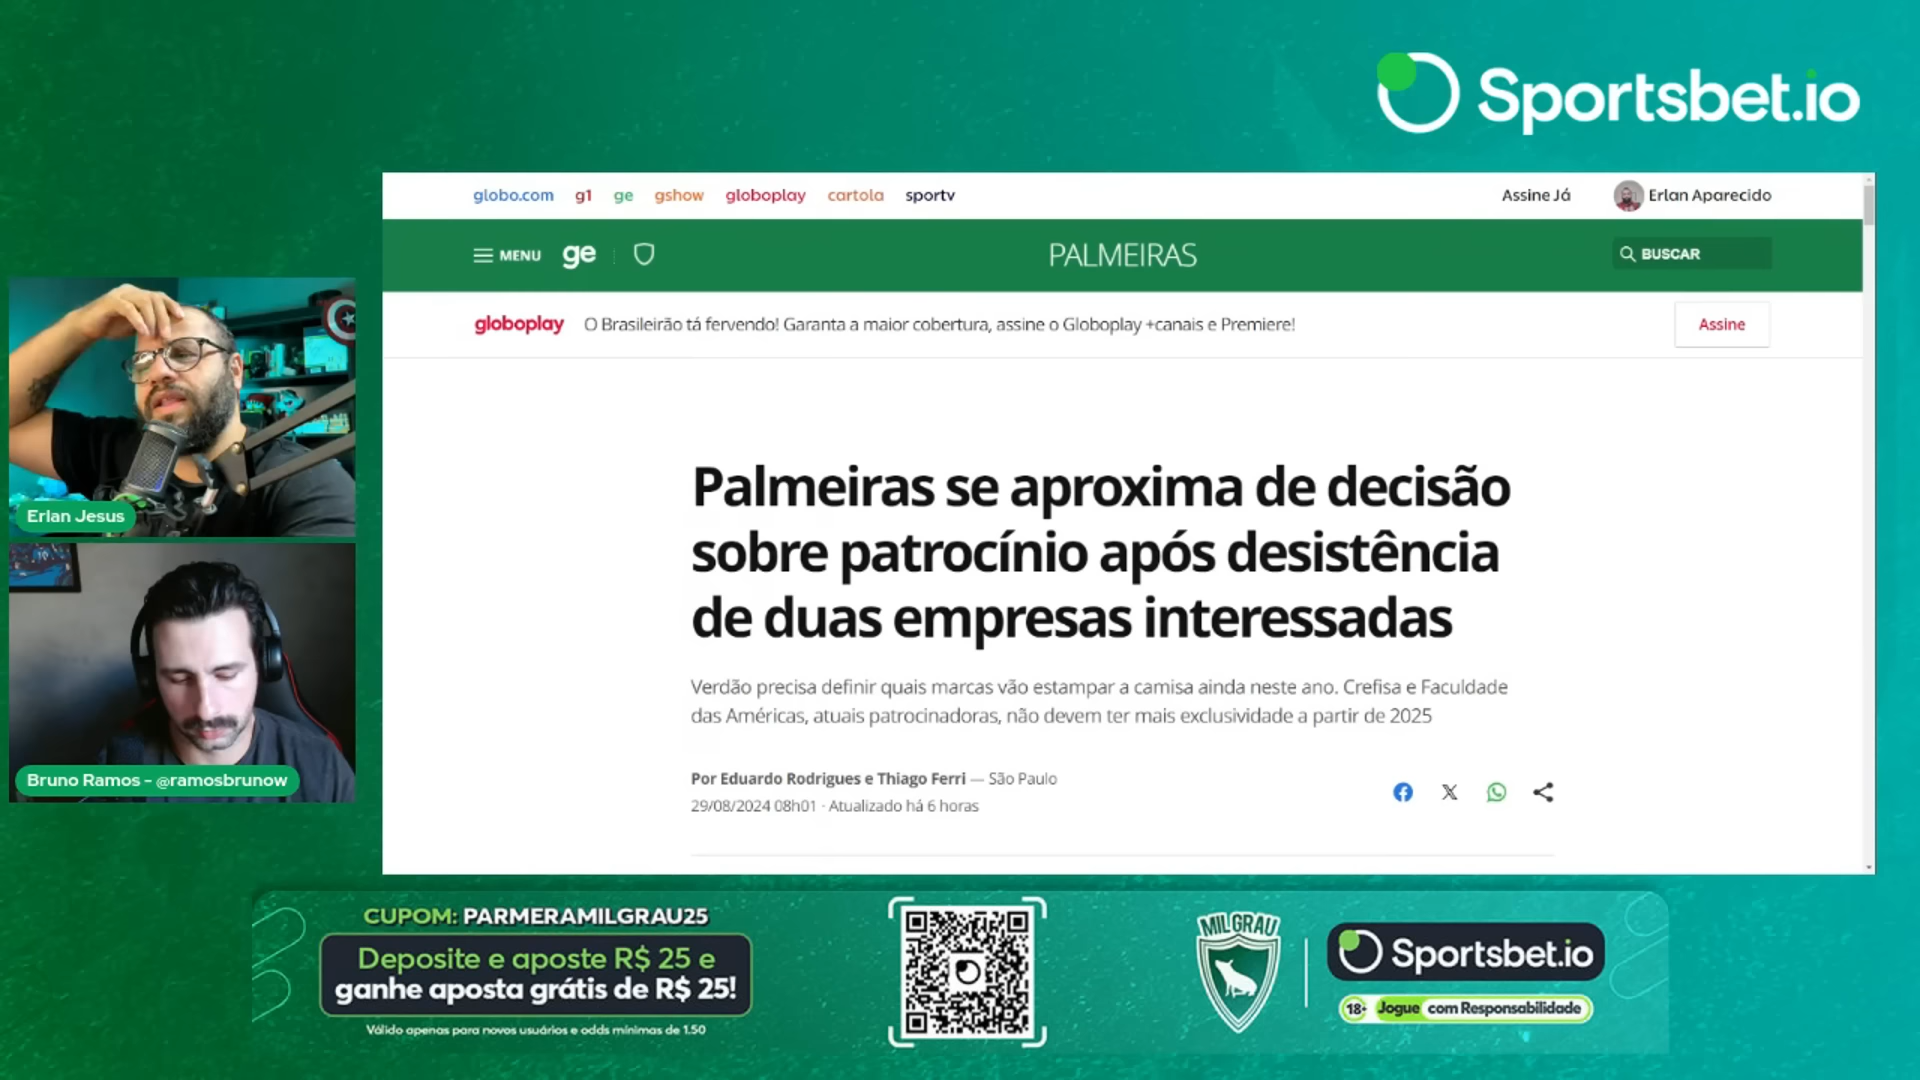 Sportsbet.io
globo.com g1 ge gshow globoplay cartola sportv Assine Já Erlan Aparecido
MENU ge PALMEIRAS BUSCAR
globoplay O Brasileirão tá fervendo! Garanta a maior cobertura, assine o Globoplay +canais e Premiere! Assine
Palmeiras se aproxima de decisão
sobre patrocínio após desistência
de duas empresas interessadas
Verdão precisa definir quais marcas vão estampar a camisa ainda neste ano. Crefisa e Faculdade
das Américas, atuais patrocinadoras, não devem ter mais exclusividade a partir de 2025
Por Eduardo Rodrigues e Thiago Ferri — São Paulo
29/08/2024 08h01 · Atualizado há 6 horas
Erlan Jesus
Bruno Ramos - @ramosbrunow
CUPOM: PARMERAMILGRAU25
Deposite e aposte R$ 25 e
ganhe aposta grátis de R$ 25!
Válido apenas para novos usuários e odds mínimas de 1.50
MILGRAU
Sportsbet.io
18+ Jogue com Responsabilidade